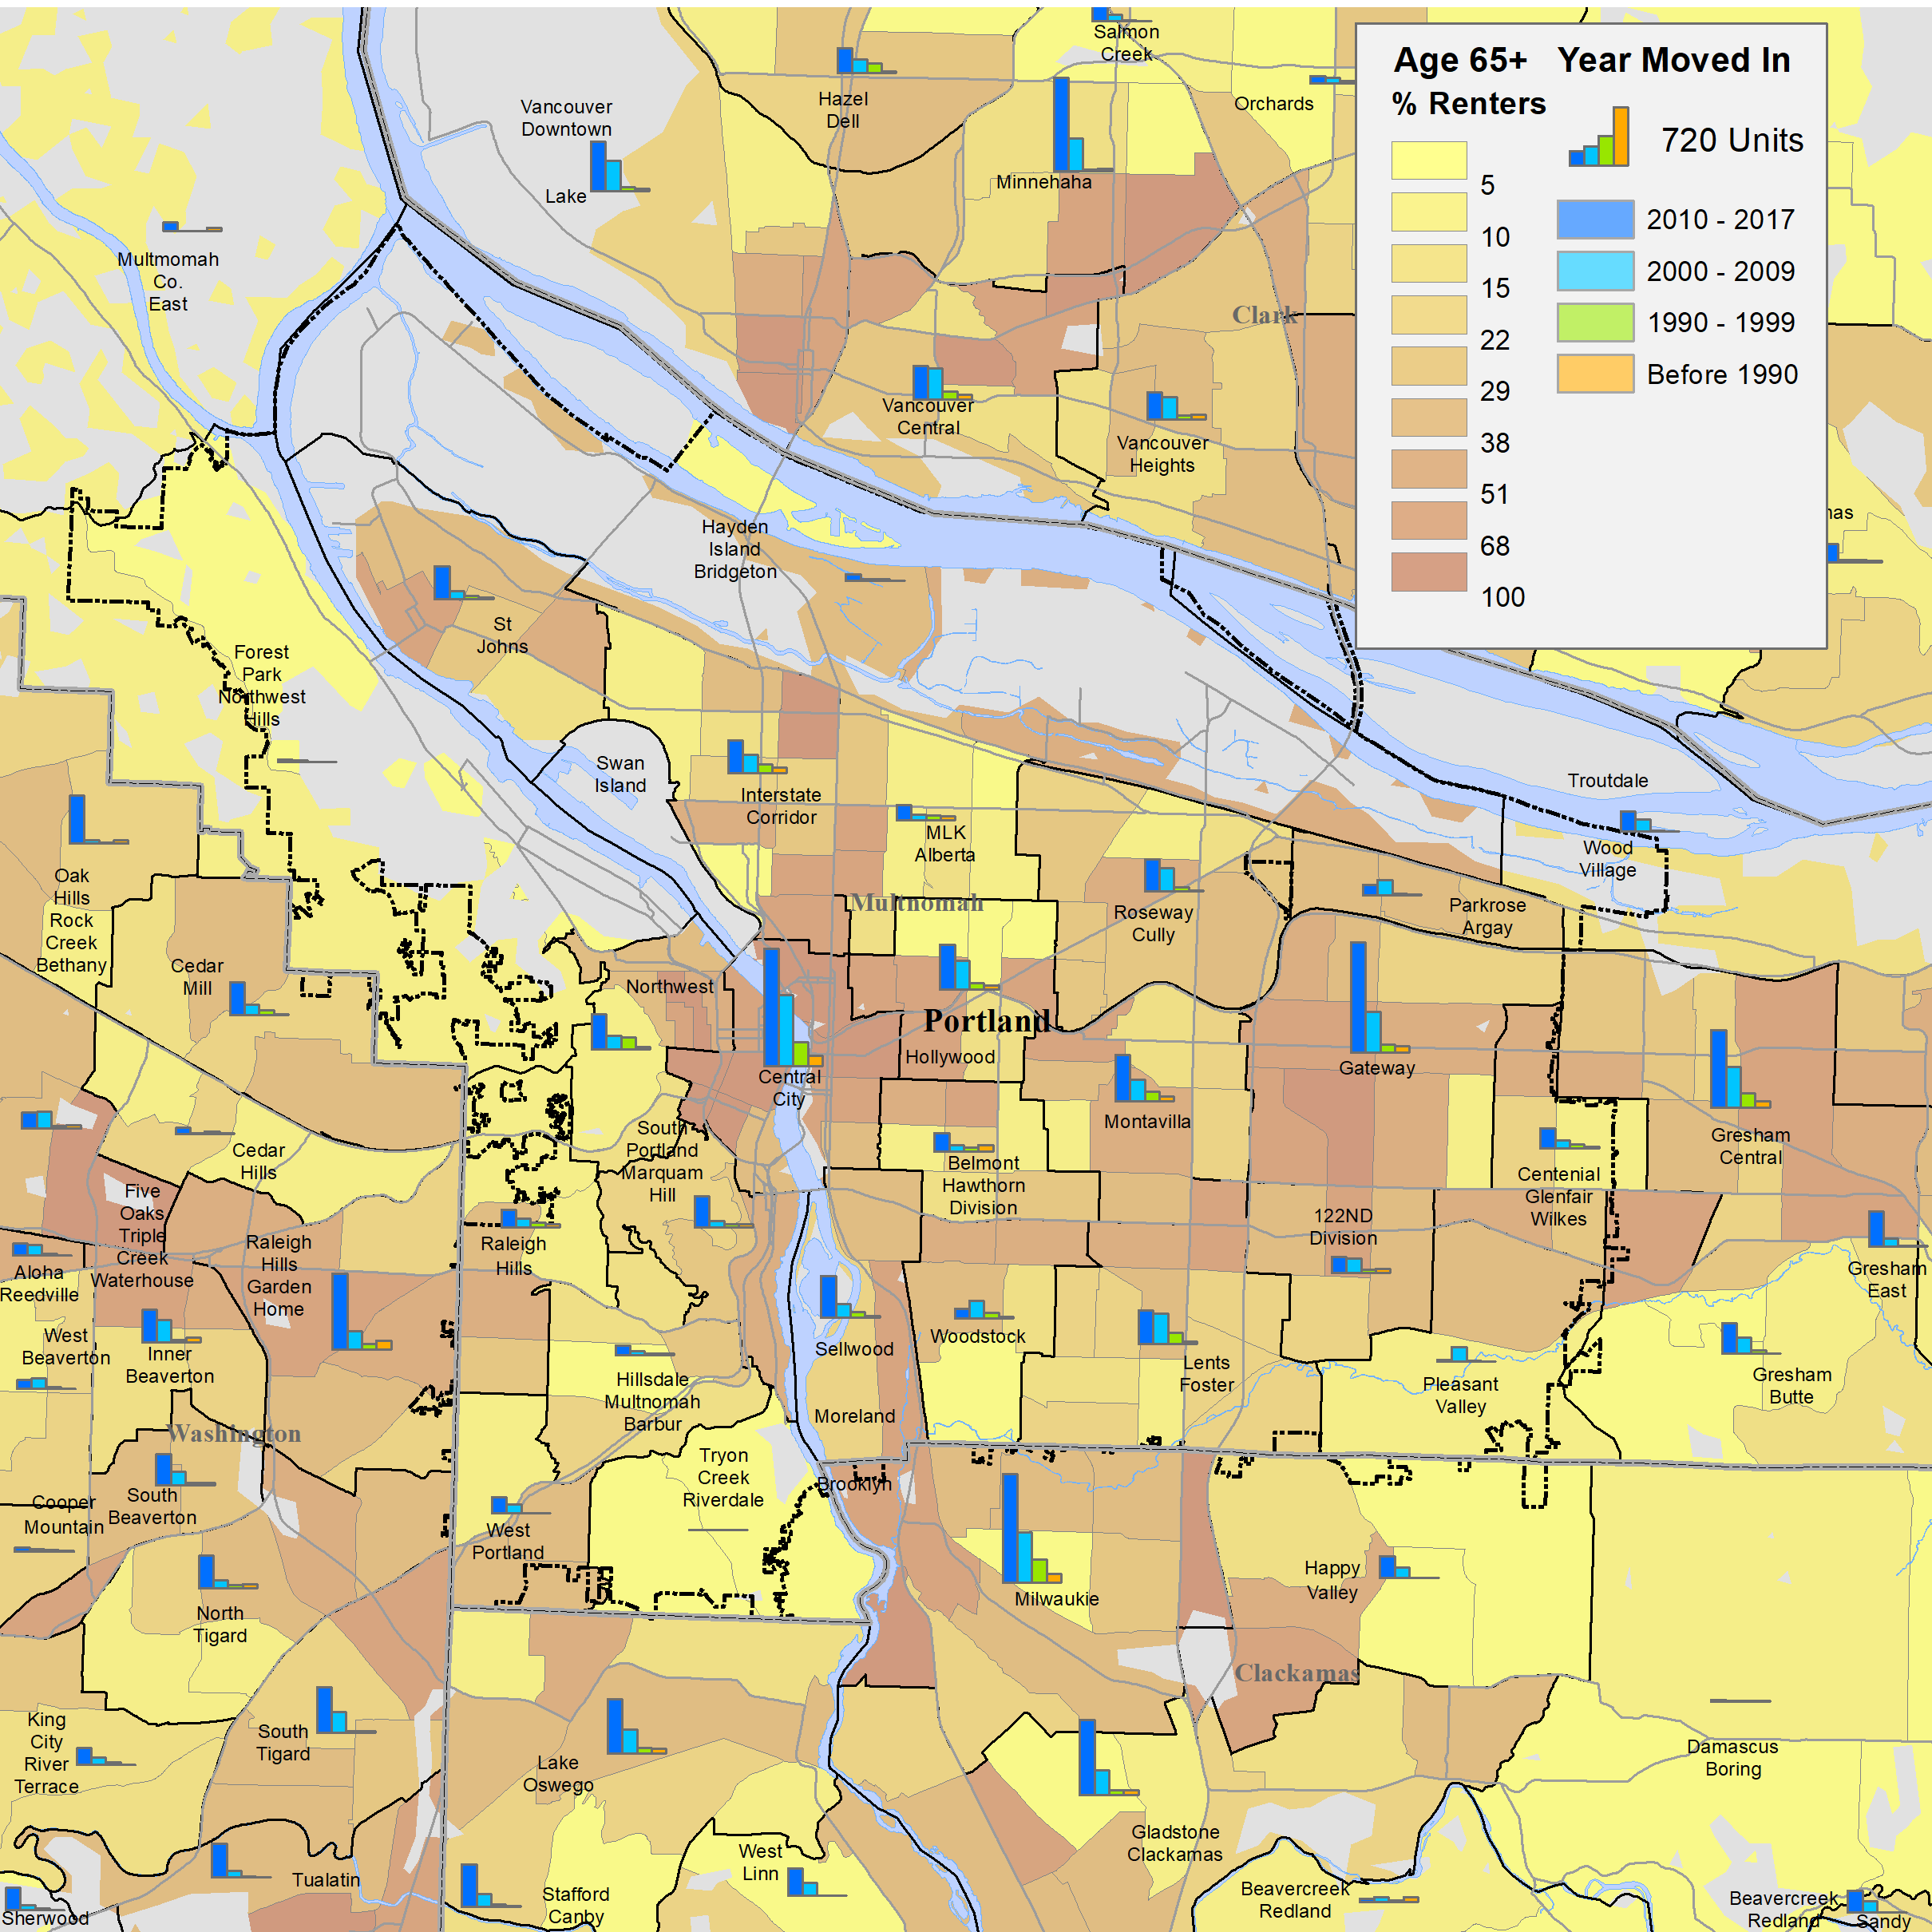 Salmon
Creek
Vancouver
Downtown
Lake
Hazel
Dell
Minnehaha
Orchards
Age 65+
% Renters
5
10
15
22
29
38
51
68
100
Year Moved In
720 Units
2010 - 2017
2000 - 2009
1990 - 1999
Before 1990
Multmomah
Co.
East
Clark
Vancouver
Central
Vancouver
Heights
Hayden
Island
Bridgeton
St
Johns
Forest
Park
Northwest
Hills
Swan
Island
Interstate
Corridor
MLK
Alberta
Troutdale
Wood
Village
Oak
Hills
Rock
Creek
Bethany
Cedar
Mill
Multnomah
Roseway
Cully
Parkrose
Argay
Northwest
Portland
Hollywood
Central
City
Gateway
Montavilla
Gresham
Central
Cedar
Hills
South
Portland
Marquam
Hill
Belmont
Hawthorn
Division
Centenial
Glenfair
Wilkes
122ND
Division
Five
Oaks
Triple
Creek
Waterhouse
Raleigh
Hills
Garden
Home
Raleigh
Hills
Aloha
Reedville
Gresham
East
West
Beaverton
Inner
Beaverton
Sellwood
Moreland
Brooklyn
Woodstock
Lents
Foster
Hillsdale
Multnomah
Barbur
Pleasant
Valley
Gresham
Butte
Washington
Tryon
Creek
Riverdale
South
Beaverton
Cooper
Mountain
West
Portland
Milwaukie
Happy
Valley
North
Tigard
Clackamas
King
City
River
Terrace
South
Tigard
Lake
Oswego
Damascus
Boring
Gladstone
Clackamas
West
Linn
Tualatin
Stafford
Canby
Beavercreek
Redland
Beavercreek
Redland
Sandy
Sherwood